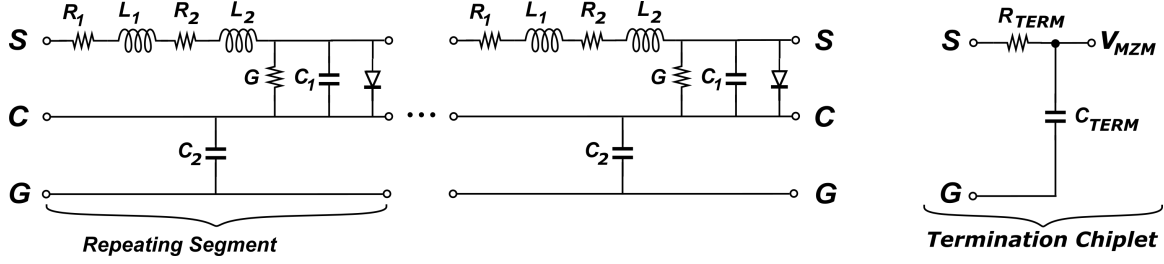 R1 L1 R2 L2
S
G C1
C
C2
G
Repeating Segment
R1 L1 R2 L2
S
G C1
C
C2
G
S RTERM VMZM
CTERM
G
Termination Chiplet